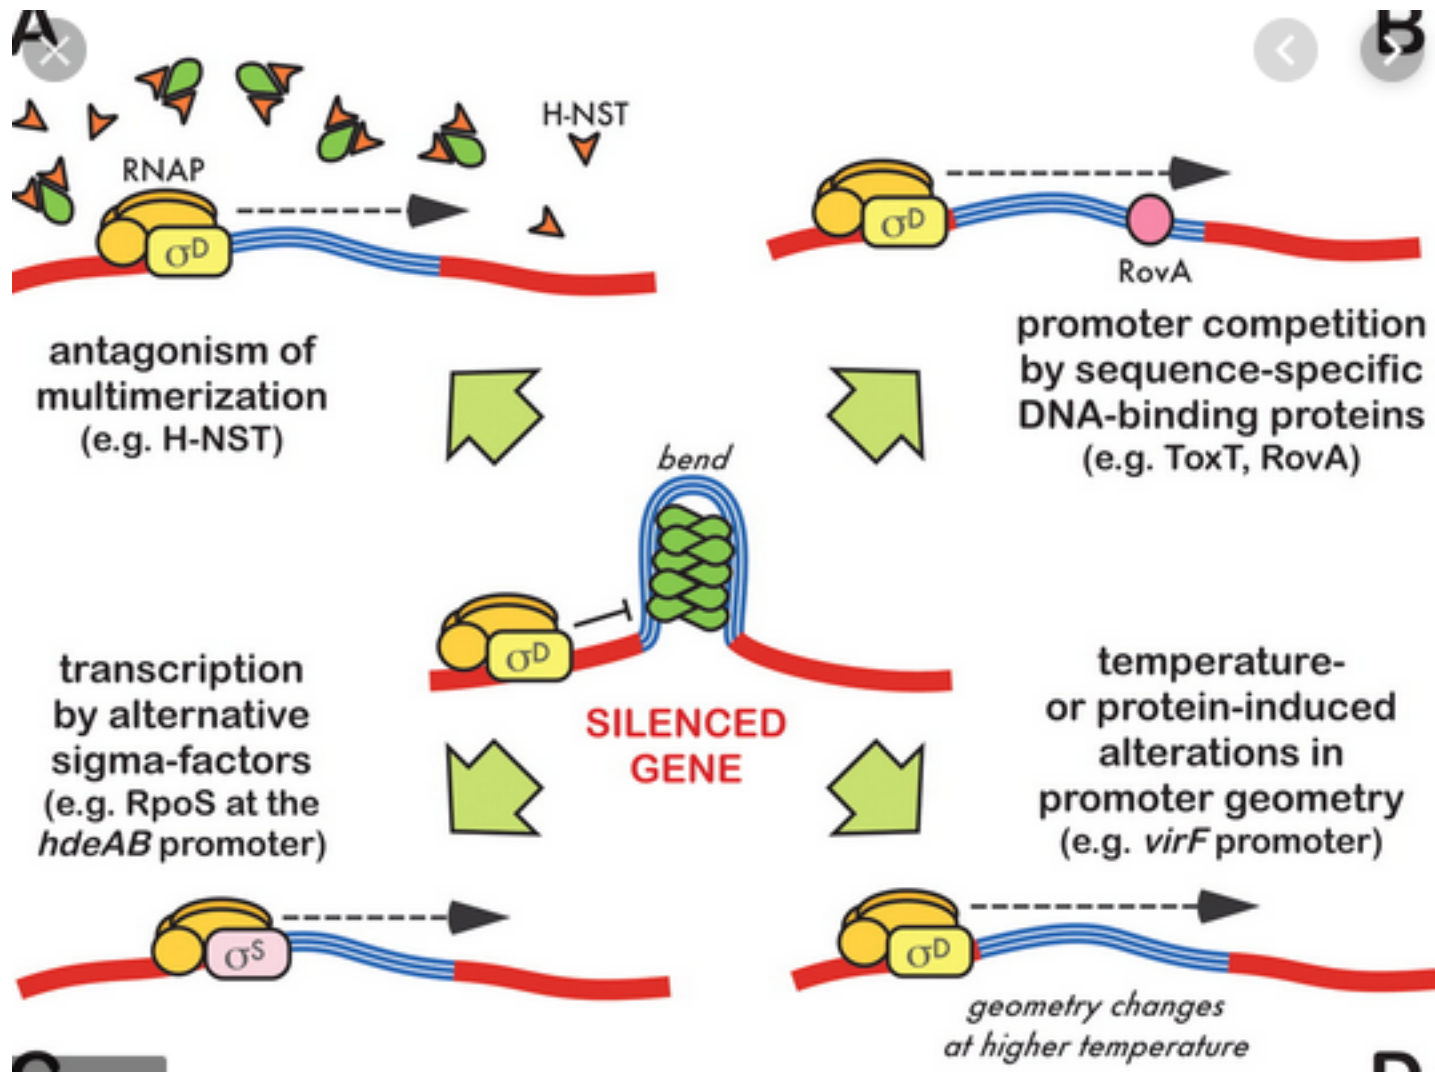 A
B
H-NST
RNAP
σD
σD
RovA
antagonism of
multimerization
(e.g. H-NST)
promoter competition
by sequence-specific
DNA-binding proteins
(e.g. ToxT, RovA)
bend
σD
SILENCED
GENE
transcription
by alternative
sigma-factors
(e.g. RpoS at the
hdeAB promoter)
temperature-
or protein-induced
alterations in
promoter geometry
(e.g. virF promoter)
σS
σD
geometry changes
at higher temperature
C
D